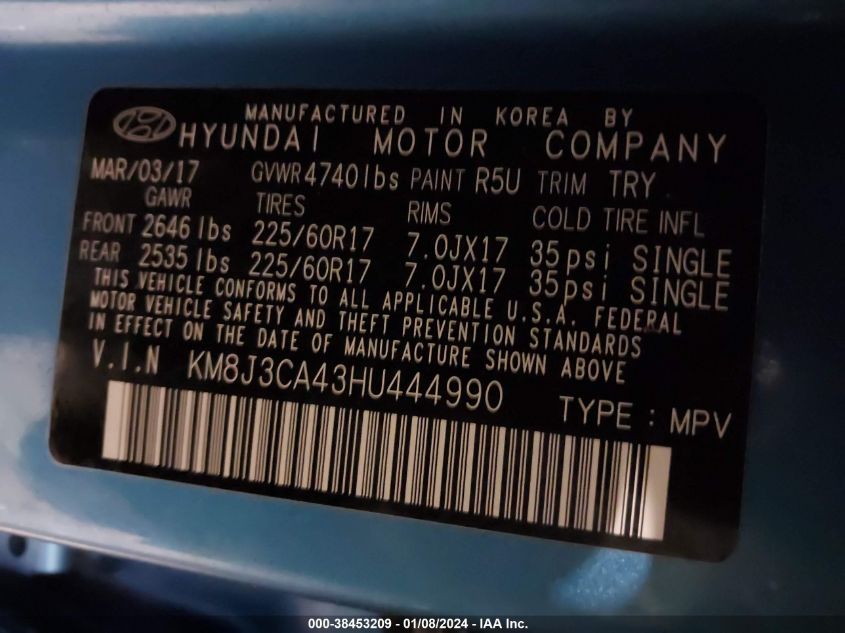 MANUFACTURED IN KOREA BY
HYUNDAI MOTOR COMPANY
MAR/03/17 GVWR 4740lbs PAINT R5U TRIM TRY
GAWR TIRES RIMS COLD TIRE INFL
FRONT 2646 lbs 225/60R17 7.0JX17 35psi SINGLE
REAR 2535 lbs 225/60R17 7.0JX17 35psi SINGLE
THIS VEHICLE CONFORMS TO ALL APPLICABLE U.S.A. FEDERAL
MOTOR VEHICLE SAFETY AND THEFT PREVENTION STANDARDS
IN EFFECT ON THE DATE OF MANUFACTURE SHOWN ABOVE
V.I.N KM8J3CA43HU444990 TYPE : MPV
000-38453209 - 01/08/2024 - IAA Inc.